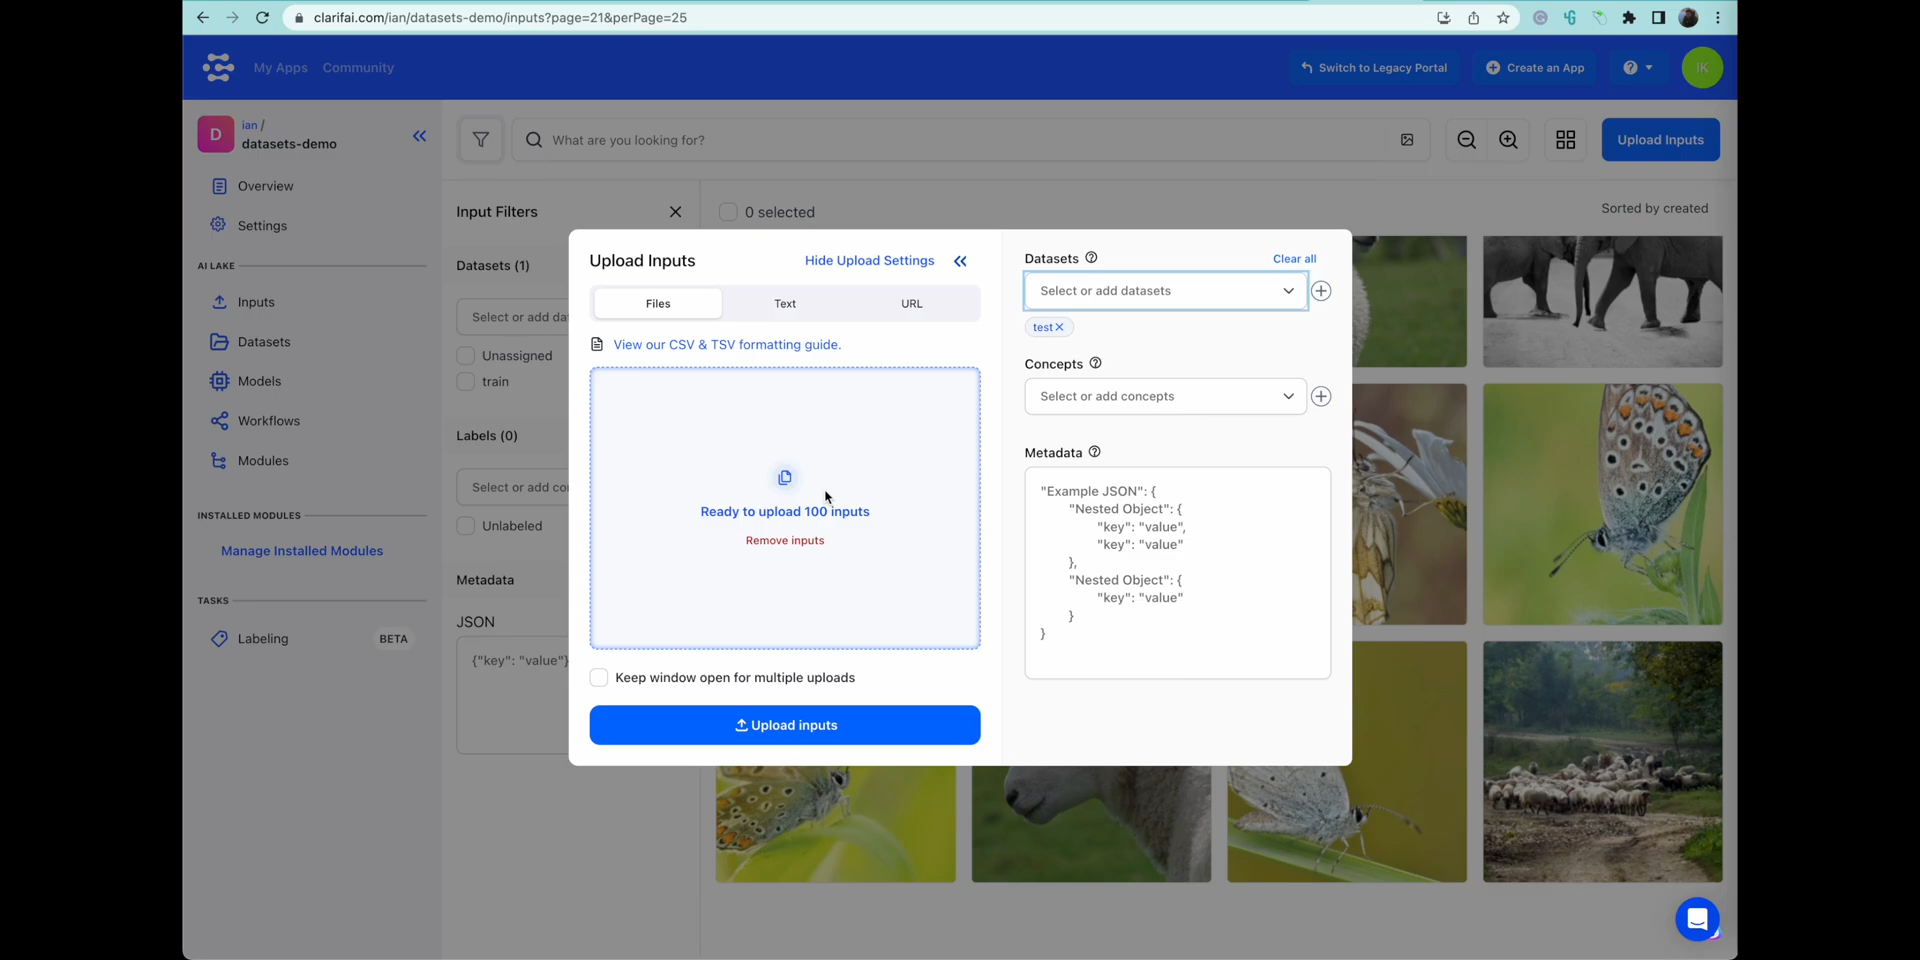 clarifai.com/ian/datasets-demo/inputs?page=21&perPage=25
My Apps
Community
Switch to Legacy Portal
Create an App
IK
D
ian /
datasets-demo
What are you looking for?
Upload Inputs
Overview
Settings
AI LAKE
Inputs
Datasets
Models
Workflows
Modules
INSTALLED MODULES
Manage Installed Modules
TASKS
Labeling
BETA
Input Filters
Datasets (1)
Select or add da
Unassigned
train
Labels (0)
Select or add co
Unlabeled
Metadata
JSON
{"key": "value"}
0 selected
Sorted by created
Upload Inputs
Hide Upload Settings
Files
Text
URL
View our CSV & TSV formatting guide.
Ready to upload 100 inputs
Remove inputs
Keep window open for multiple uploads
Upload inputs
Datasets
Clear all
Select or add datasets
test
Concepts
Select or add concepts
Metadata
"Example JSON": {
"Nested Object": {
"key": "value",
"key": "value"
},
"Nested Object": {
"key": "value"
}
}